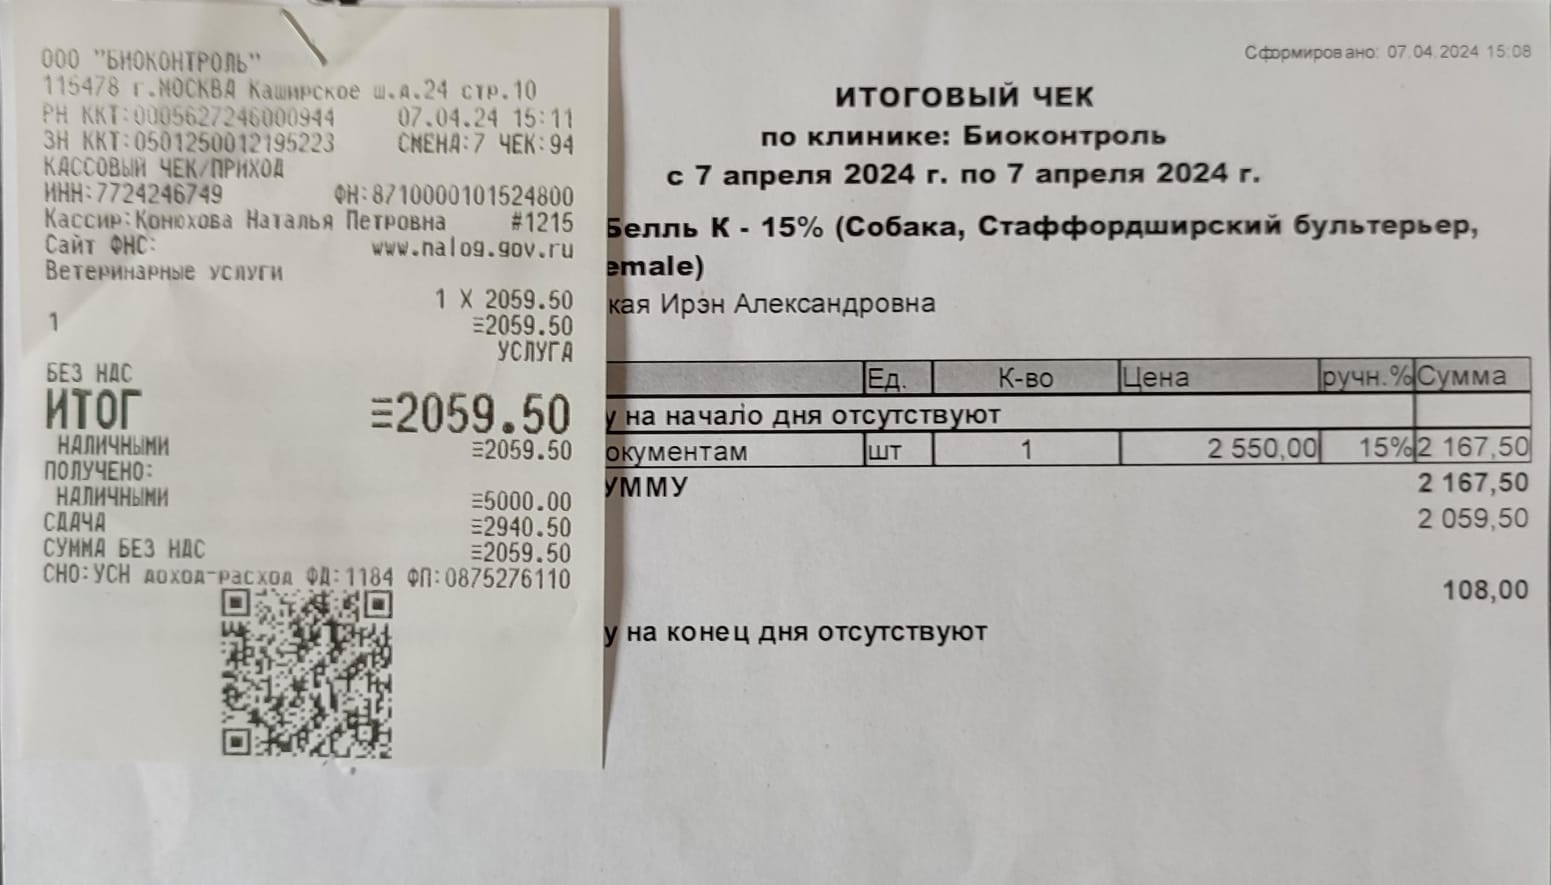 ООО "БИОКОНТРОЛЬ"
115478 г.МОСКВА Каширское ш.д.24 стр.10
РН ККТ:0005627246000944 07.04.24 15:11
ЗН ККТ:0501250012195223 СМЕНА:7 ЧЕК:94
КАССОВЫЙ ЧЕК/ПРИХОД
ИНН:7724246749 ФН:8710000101524800
Кассир:Конюхова Наталья Петровна #1215
Сайт ФНС: www.nalog.gov.ru
Ветеринарные услуги
1 X 2059.50
1 =2059.50
УСЛУГА
БЕЗ НДС
ИТОГ =2059.50
НАЛИЧНЫМИ =2059.50
ПОЛУЧЕНО:
НАЛИЧНЫМИ =5000.00
СДАЧА =2940.50
СУММА БЕЗ НДС =2059.50
СНО:УСН доход-расход ФД:1184 ФП:0875276110
Сформировано: 07.04.2024 15:08
ИТОГОВЫЙ ЧЕК
по клинике: Биоконтроль
с 7 апреля 2024 г. по 7 апреля 2024 г.
Белль К - 15% (Собака, Стаффордширский бультерьер,
emale)
кая Ирэн Александровна
Ед. К-во Цена ручн.% Сумма
у на начало дня отсутствуют
окументам шт 1 2 550,00 15% 2 167,50
УММУ 2 167,50
2 059,50
108,00
у на конец дня отсутствуют